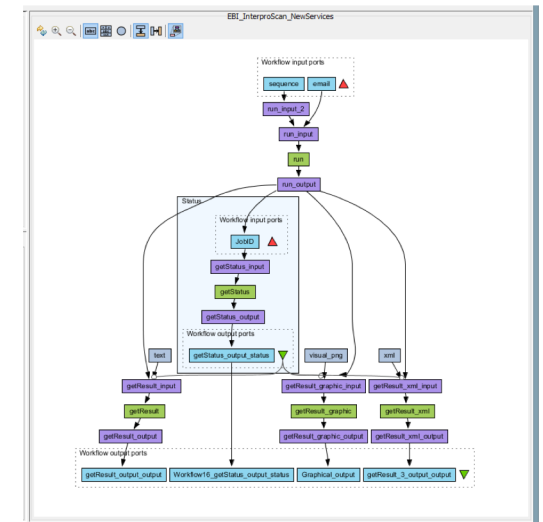 EBI_InterproScan_NewServices
Workflow input ports
sequence email
run_input_2
run_input
run
run_output
Status
Workflow input ports
JobID
getStatus_input
getStatus
getStatus_output
Workflow output ports
text getStatus_output_status visual_png xml
getResult_input getResult_graphic_input getResult_xml_input
getResult getResult_graphic getResult_xml
getResult_output getResult_graphic_output getResult_xml_output
Workflow output ports
getResult_output_output Workflow16_getStatus_output_status Graphical_output getResult_3_output_output